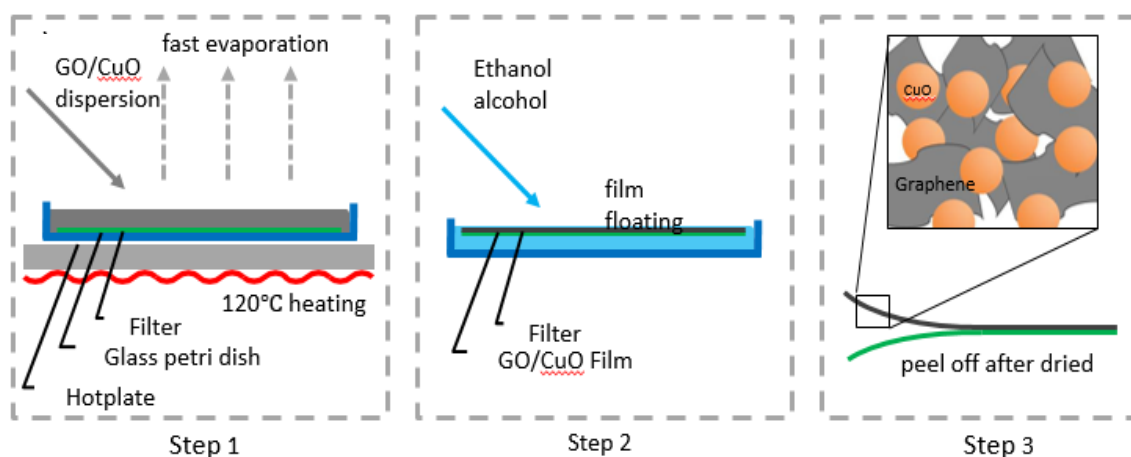 fast evaporation
GO/CuO
dispersion
120°C heating
Filter
Glass petri dish
Hotplate
Step 1
Ethanol
alcohol
film
floating
Filter
GO/CuO Film
Step 2
CuO
Graphene
peel off after dried
Step 3